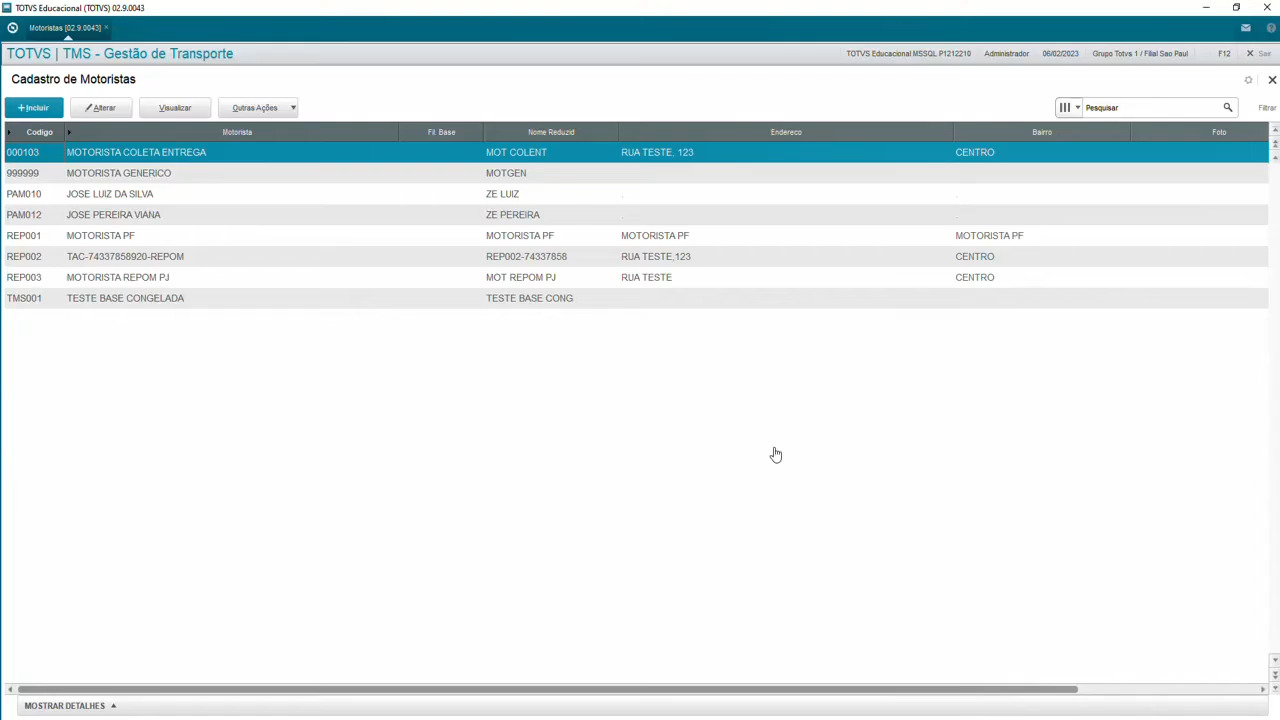 TOTVS Educacional (TOTVS) 02.9.0043
Motoristas [02.9.0043]
TOTVS | TMS - Gestão de Transporte
TOTVS Educacional MSSQL P1212210 Administrador 06/02/2023 Grupo Totvs 1 / Filial Sao Paul F12 Sair
Cadastro de Motoristas
Incluir Alterar Visualizar Outras Ações Pesquisar Filtrar
Codigo Motorista Fil. Base Nome Reduzid Endereco Bairro Foto
000103 MOTORISTA COLETA ENTREGA MOT COLENT RUA TESTE, 123 CENTRO
999999 MOTORISTA GENERICO MOTGEN
PAM010 JOSE LUIZ DA SILVA ZE LUIZ . .
PAM012 JOSE PEREIRA VIANA ZE PEREIRA . .
REP001 MOTORISTA PF MOTORISTA PF MOTORISTA PF MOTORISTA PF
REP002 TAC-74337858920-REPOM REP002-74337858 RUA TESTE,123 CENTRO
REP003 MOTORISTA REPOM PJ MOT REPOM PJ RUA TESTE CENTRO
TMS001 TESTE BASE CONGELADA TESTE BASE CONG
MOSTRAR DETALHES